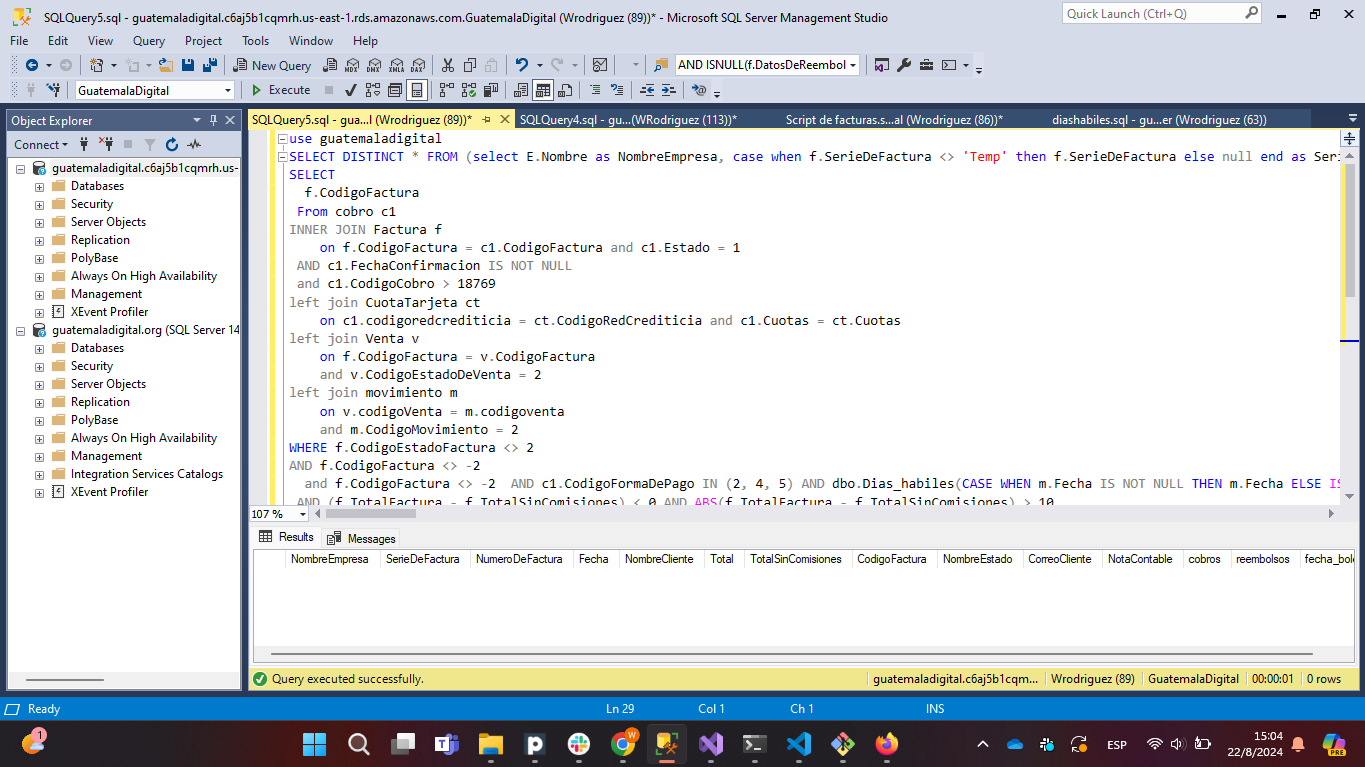 SQLQuery5.sql - guatemaladigital.c6aj5b1cqmrh.us-east-1.rds.amazonaws.com.GuatemalaDigital (Wrodriguez (89))* - Microsoft SQL Server Management Studio
Quick Launch (Ctrl+Q)
File Edit View Query Project Tools Window Help
New Query MDX DMX XMLA DAX AND ISNULL(f.DatosDeReembol
GuatemalaDigital Execute
Object Explorer
SQLQuery5.sql - gua...l (Wrodriguez (89))* SQLQuery4.sql - gu...(WRodriguez (113))* Script de facturas.s...al (Wrodriguez (86))* diashabiles.sql - gu...er (Wrodriguez (63))
Connect
guatemaladigital.c6aj5b1cqmrh.us-
Databases
Security
Server Objects
Replication
PolyBase
Always On High Availability
Management
XEvent Profiler
guatemaladigital.org (SQL Server 14
Databases
Security
Server Objects
Replication
PolyBase
Always On High Availability
Management
Integration Services Catalogs
XEvent Profiler
use guatemaladigital
SELECT DISTINCT * FROM (select E.Nombre as NombreEmpresa, case when f.SerieDeFactura <> 'Temp' then f.SerieDeFactura else null end as Seri
SELECT
f.CodigoFactura
From cobro c1
INNER JOIN Factura f
on f.CodigoFactura = c1.CodigoFactura and c1.Estado = 1
AND c1.FechaConfirmacion IS NOT NULL
and c1.CodigoCobro > 18769
left join CuotaTarjeta ct
on c1.codigoredcrediticia = ct.CodigoRedCrediticia and c1.Cuotas = ct.Cuotas
left join Venta v
on f.CodigoFactura = v.CodigoFactura
and v.CodigoEstadoDeVenta = 2
left join movimiento m
on v.codigoVenta = m.codigoventa
and m.CodigoMovimiento = 2
WHERE f.CodigoEstadoFactura <> 2
AND f.CodigoFactura <> -2
and f.CodigoFactura <> -2 AND c1.CodigoFormaDePago IN (2, 4, 5) AND dbo.Dias_habiles(CASE WHEN m.Fecha IS NOT NULL THEN m.Fecha ELSE IS
AND (f.TotalFactura - f.TotalSinComisiones) < 0 AND ABS(f.TotalFactura - f.TotalSinComisiones) > 10
107 %
Results Messages
NombreEmpresa SerieDeFactura NumeroDeFactura Fecha NombreCliente Total TotalSinComisiones CodigoFactura NombreEstado CorreoCliente NotaContable cobros reembolsos fecha_bole
Query executed successfully. guatemaladigital.c6aj5b1cqm... Wrodriguez (89) GuatemalaDigital 00:00:01 0 rows
Ready Ln 29 Col 1 Ch 1 INS
1 W ESP 15:04 PRE
22/8/2024